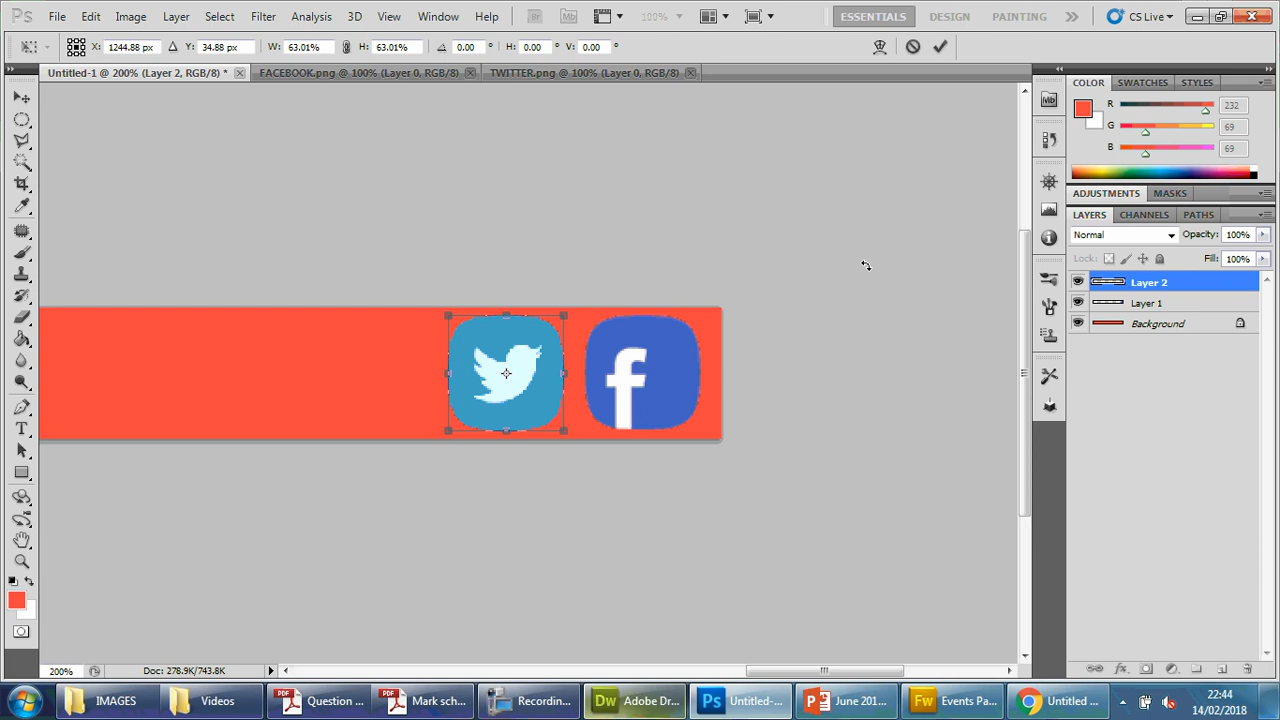 Ps File Edit Image Layer Select Filter Analysis 3D View Window Help Br Mb 100% ESSENTIALS DESIGN PAINTING CS Live
X: 1244.88 px Y: 34.88 px W: 63.01% H: 63.01% 0.00 ° H: 0.00 ° V: 0.00 °
Untitled-1 @ 200% (Layer 2, RGB/8) * FACEBOOK.png @ 100% (Layer 0, RGB/8) TWITTER.png @ 100% (Layer 0, RGB/8)
COLOR SWATCHES STYLES
Mb
R 232
G 69
B 69
ADJUSTMENTS MASKS
LAYERS CHANNELS PATHS
Normal Opacity: 100%
Lock: Fill: 100%
Layer 2
Layer 1
Background
f
T
200% Doc: 278.9K/743.8K
IMAGES Videos Question ... Mark sch... Recordin... Dw Adobe Dr... Ps Untitled-... June 201... Fw Events Pa... Untitled ...
22:44
14/02/2018